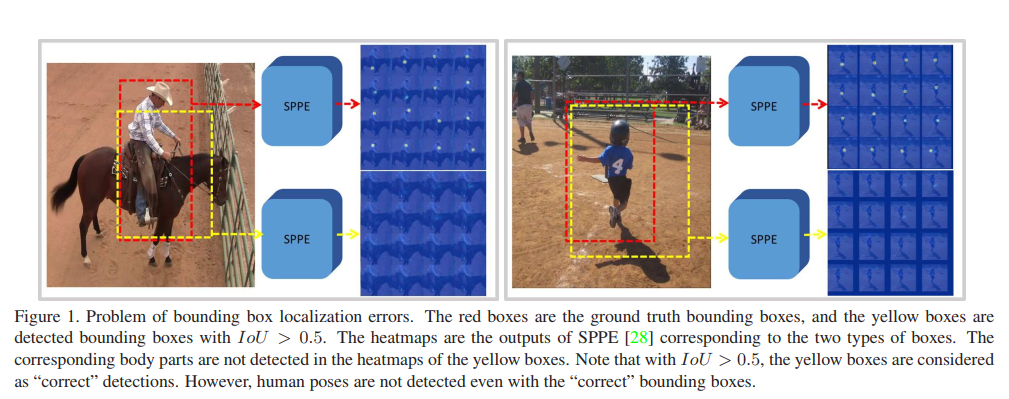 SPPE
SPPE
SPPE
SPPE
4
Figure 1. Problem of bounding box localization errors. The red boxes are the ground truth bounding boxes, and the yellow boxes are
detected bounding boxes with IoU > 0.5. The heatmaps are the outputs of SPPE [28] corresponding to the two types of boxes. The
corresponding body parts are not detected in the heatmaps of the yellow boxes. Note that with IoU > 0.5, the yellow boxes are considered
as “correct” detections. However, human poses are not detected even with the “correct” bounding boxes.